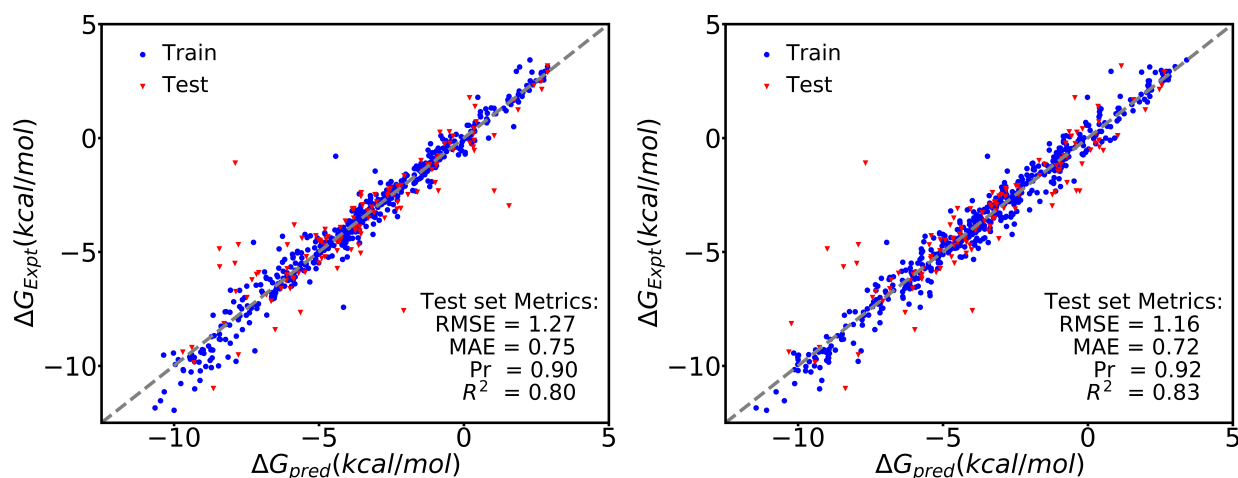 5
0
−5
−10
ΔG_Expt(kcal/mol)
Train
Test
Test set Metrics:
RMSE = 1.27
MAE = 0.75
Pr = 0.90
R² = 0.80
−10 −5 0 5
ΔG_pred(kcal/mol)
5
0
−5
−10
ΔG_Expt(kcal/mol)
Train
Test
Test set Metrics:
RMSE = 1.16
MAE = 0.72
Pr = 0.92
R² = 0.83
−10 −5 0 5
ΔG_pred(kcal/mol)